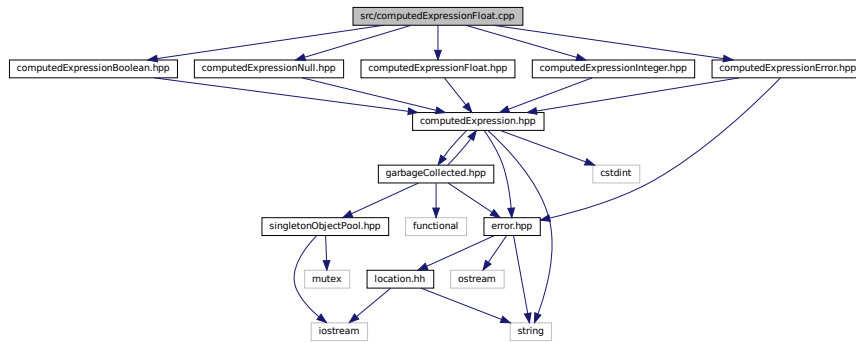 src/computedExpressionFloat.cpp
computedExpressionBoolean.hpp
computedExpressionNull.hpp
computedExpressionFloat.hpp
computedExpressionInteger.hpp
computedExpressionError.hpp
computedExpression.hpp
garbageCollected.hpp
cstdint
singletonObjectPool.hpp
functional
error.hpp
mutex
location.hh
ostream
iostream
string